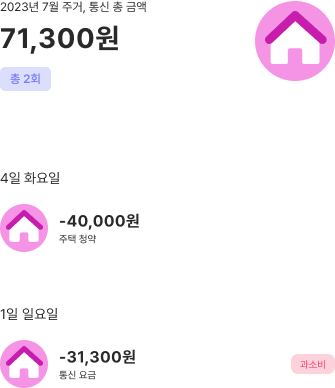 2023년 7월 주거, 통신 총 금액
71,300원
총 2회
4일 화요일
-40,000원
주택 청약
1일 일요일
-31,300원
통신 요금
과소비